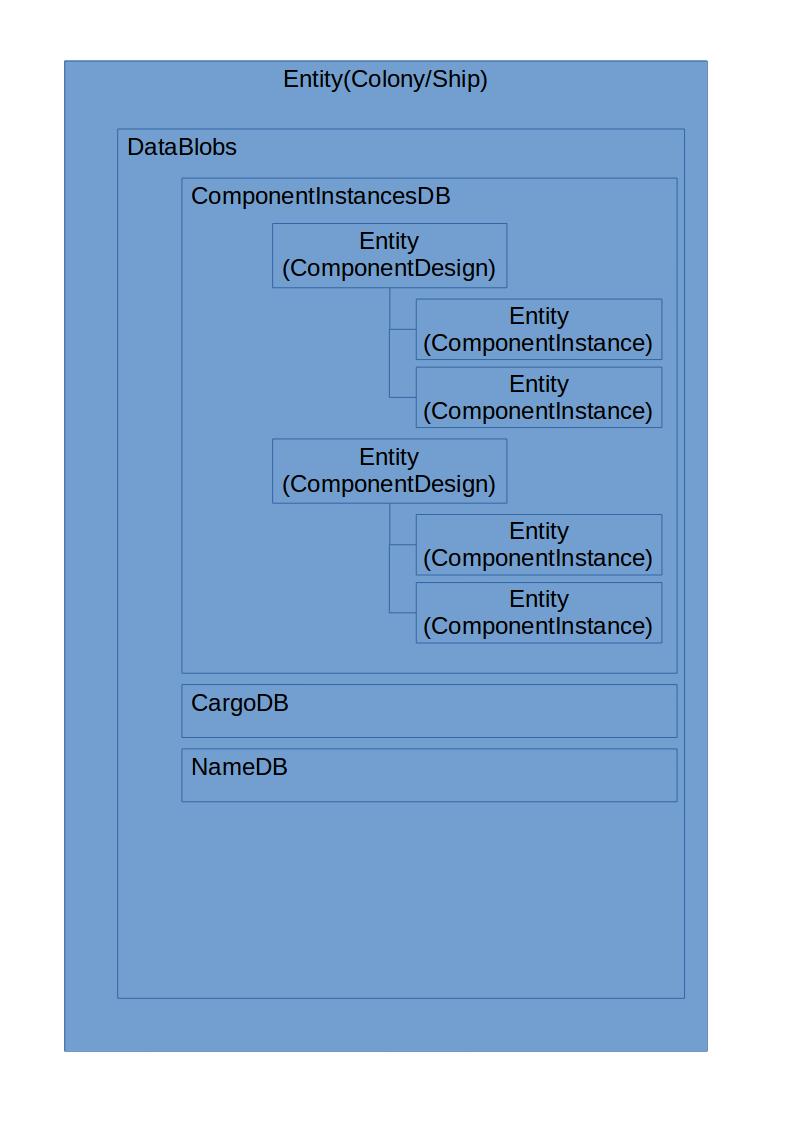 Entity(Colony/Ship)
DataBlobs
ComponentInstancesDB
Entity
(ComponentDesign)
Entity
(ComponentInstance)
Entity
(ComponentInstance)
Entity
(ComponentDesign)
Entity
(ComponentInstance)
Entity
(ComponentInstance)
CargoDB
NameDB